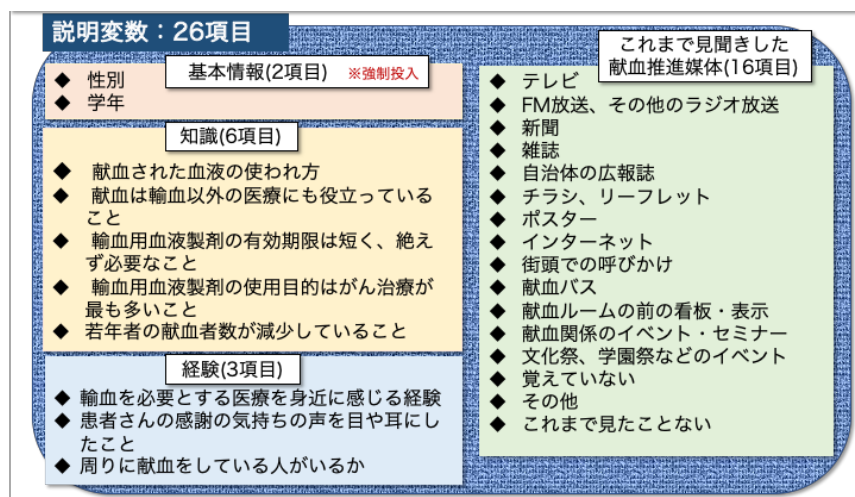 説明変数：26項目
基本情報(2項目) ※強制投入
◆ 性別
◆ 学年
知識(6項目)
◆ 献血された血液の使われ方
◆ 献血は輸血以外の医療にも役立っている
こと
◆ 輸血用血液製剤の有効期限は短く、絶え
ず必要なこと
◆ 輸血用血液製剤の使用目的はがん治療が
最も多いこと
◆ 若年者の献血者数が減少していること
経験(3項目)
◆ 輸血を必要とする医療を身近に感じる経験
◆ 患者さんの感謝の気持ちの声を目や耳にし
たこと
◆ 周りに献血をしている人がいるか
これまで見聞きした
献血推進媒体(16項目)
◆ テレビ
◆ FM放送、その他のラジオ放送
◆ 新聞
◆ 雑誌
◆ 自治体の広報誌
◆ チラシ、リーフレット
◆ ポスター
◆ インターネット
◆ 街頭での呼びかけ
◆ 献血バス
◆ 献血ルームの前の看板・表示
◆ 献血関係のイベント・セミナー
◆ 文化祭、学園祭などのイベント
◆ 覚えていない
◆ その他
◆ これまで見たことない